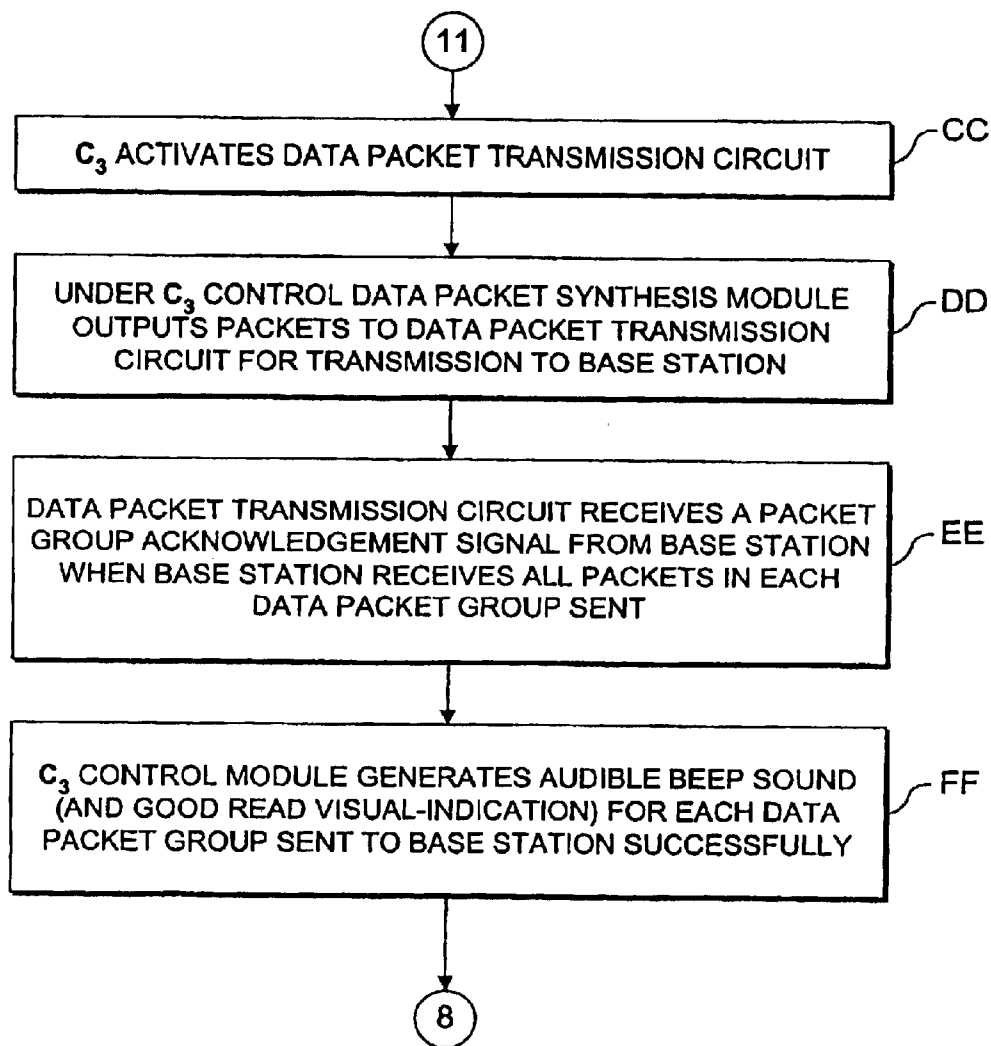 11
C₃ ACTIVATES DATA PACKET TRANSMISSION CIRCUIT
CC
UNDER C₃ CONTROL DATA PACKET SYNTHESIS MODULE
OUTPUTS PACKETS TO DATA PACKET TRANSMISSION
CIRCUIT FOR TRANSMISSION TO BASE STATION
DD
DATA PACKET TRANSMISSION CIRCUIT RECEIVES A PACKET
GROUP ACKNOWLEDGEMENT SIGNAL FROM BASE STATION
WHEN BASE STATION RECEIVES ALL PACKETS IN EACH
DATA PACKET GROUP SENT
EE
C₃ CONTROL MODULE GENERATES AUDIBLE BEEP SOUND
(AND GOOD READ VISUAL-INDICATION) FOR EACH DATA
PACKET GROUP SENT TO BASE STATION SUCCESSFULLY
FF
8